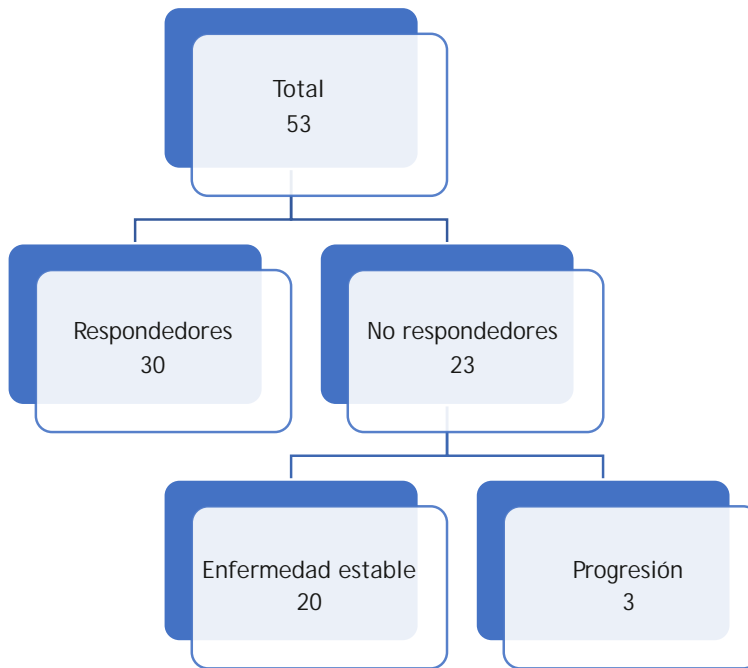 Total
53
Respondedores
30
No respondedores
23
Enfermedad estable
20
Progresión
3